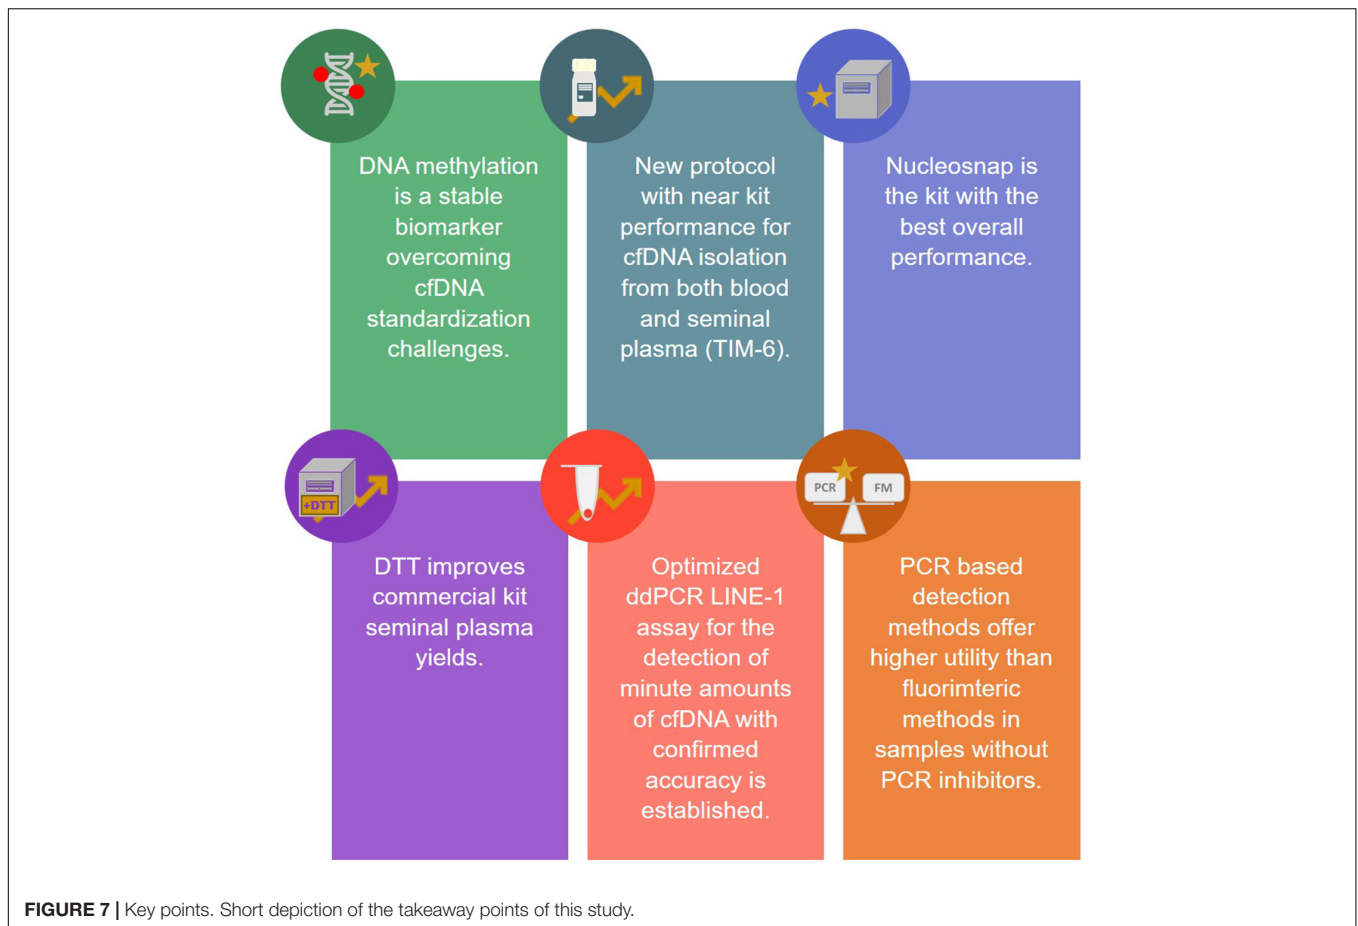 DNA methylation
is a stable
biomarker
overcoming
cfDNA
standardization
challenges.
New protocol
with near kit
performance for
cfDNA isolation
from both blood
and seminal
plasma (TIM-6).
Nucleosnap is
the kit with the
best overall
performance.
+DTT
DTT improves
commercial kit
seminal plasma
yields.
Optimized
ddPCR LINE-1
assay for the
detection of
minute amounts
of cfDNA with
confirmed
accuracy is
established.
PCR FM
PCR based
detection
methods offer
higher utility than
fluorimteric
methods in
samples without
PCR inhibitors.
FIGURE 7 | Key points. Short depiction of the takeaway points of this study.